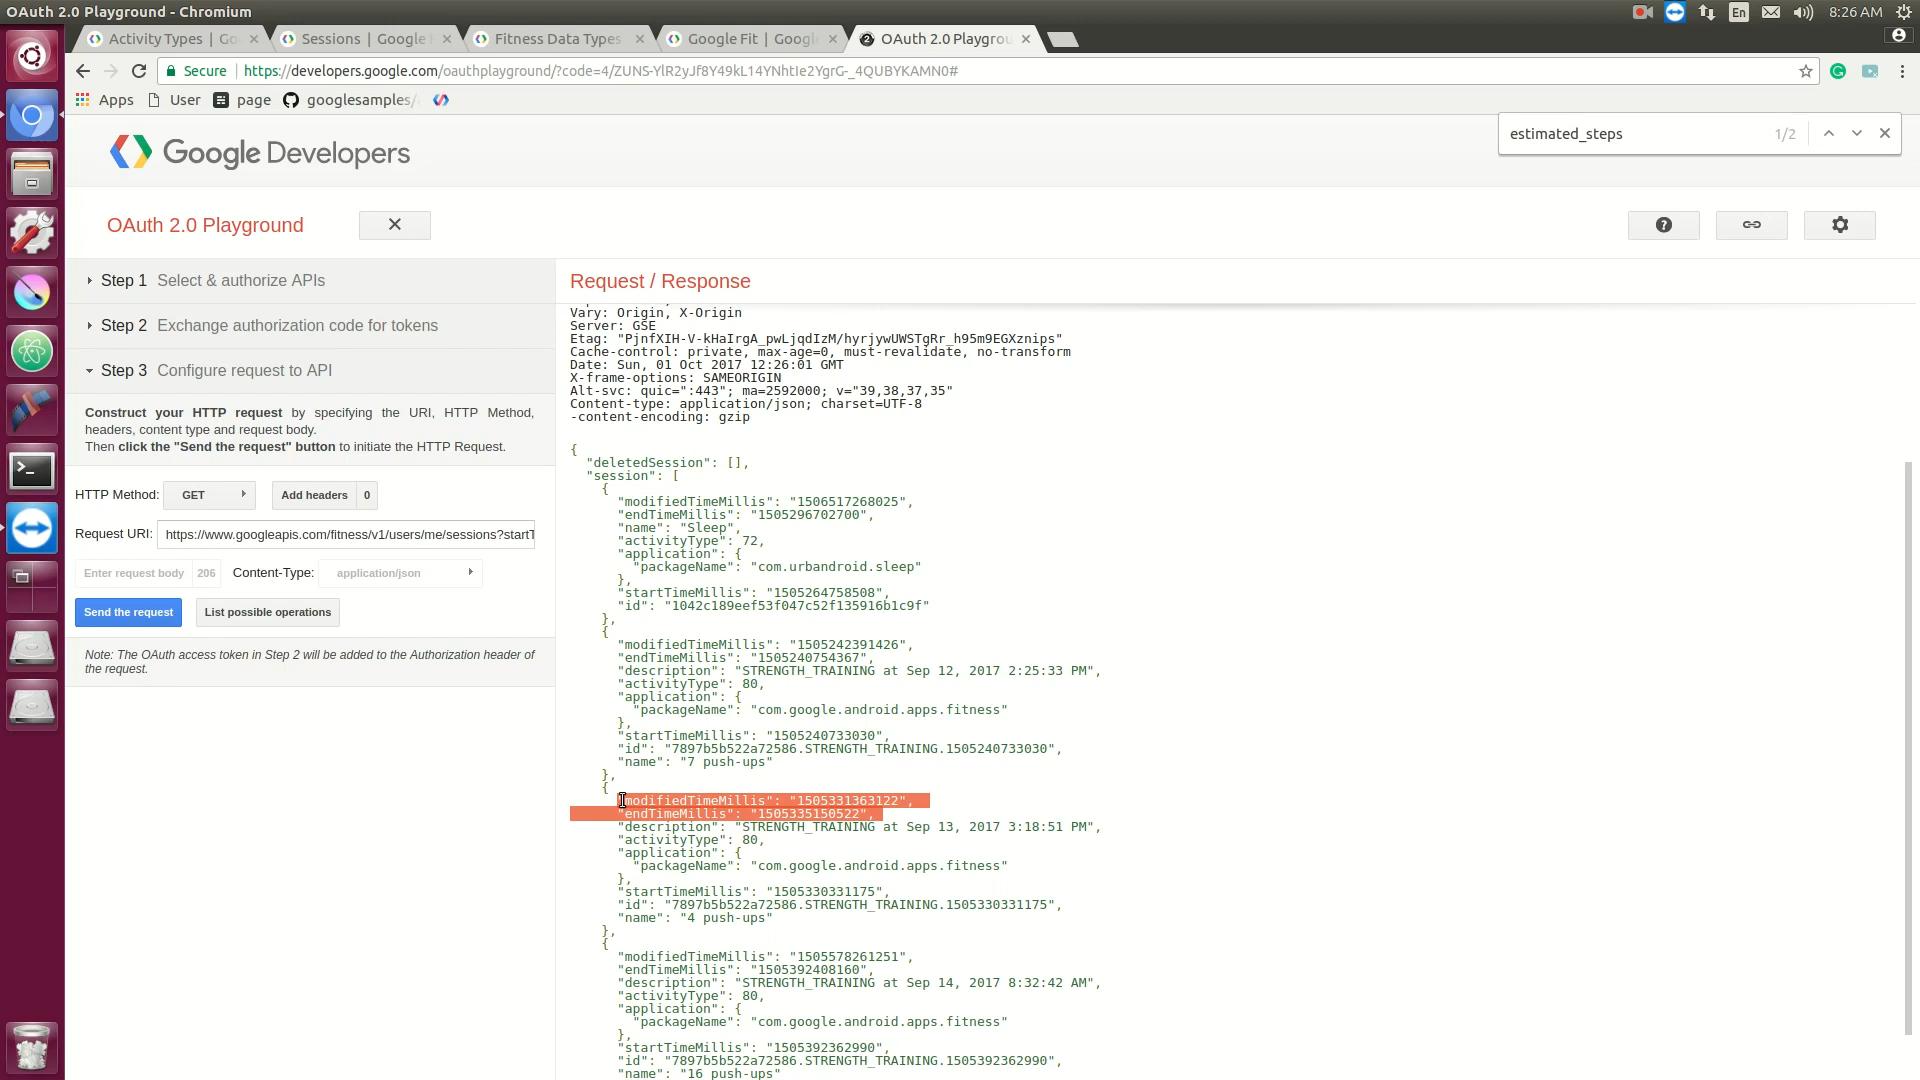 OAuth 2.0 Playground - Chromium
En
8:26 AM
Activity Types | Go
Sessions | Google
Fitness Data Types
Google Fit | Googl
OAuth 2.0 Playgrou
Secure
https://developers.google.com/oauthplayground/?code=4/ZUNS-YlR2yJf8Y49kL14YNhtIe2YgrG-_4QUBYKAMN0#
Apps
User
page
googlesamples/
estimated_steps
1/2
Google Developers
OAuth 2.0 Playground
Step 1 Select & authorize APIs
Step 2 Exchange authorization code for tokens
Step 3 Configure request to API
Construct your HTTP request by specifying the URI, HTTP Method,
headers, content type and request body.
Then click the "Send the request" button to initiate the HTTP Request.
HTTP Method:
GET
Add headers
0
Request URI:
https://www.googleapis.com/fitness/v1/users/me/sessions?startT
Enter request body
206
Content-Type:
application/json
Send the request
List possible operations
Note: The OAuth access token in Step 2 will be added to the Authorization header of
the request.
Request / Response
Vary: Origin, X-Origin
Server: GSE
Etag: "PjnfXIH-V-kHaIrgA_pwLjqdIzM/hyrjywUWSTgRr_h95m9EGXznips"
Cache-control: private, max-age=0, must-revalidate, no-transform
Date: Sun, 01 Oct 2017 12:26:01 GMT
X-frame-options: SAMEORIGIN
Alt-svc: quic=":443"; ma=2592000; v="39,38,37,35"
Content-type: application/json; charset=UTF-8
-content-encoding: gzip
{
"deletedSession": [],
"session": [
{
"modifiedTimeMillis": "1506517268025",
"endTimeMillis": "1505296702700",
"name": "Sleep",
"activityType": 72,
"application": {
"packageName": "com.urbandroid.sleep"
},
"startTimeMillis": "1505264758508",
"id": "1042c189eef53f047c52f135916b1c9f"
},
{
"modifiedTimeMillis": "1505242391426",
"endTimeMillis": "1505240754367",
"description": "STRENGTH_TRAINING at Sep 12, 2017 2:25:33 PM",
"activityType": 80,
"application": {
"packageName": "com.google.android.apps.fitness"
},
"startTimeMillis": "1505240733030",
"id": "7897b5b522a72586.STRENGTH_TRAINING.1505240733030",
"name": "7 push-ups"
},
{
"modifiedTimeMillis": "1505331363122",
"endTimeMillis": "1505335150522",
"description": "STRENGTH_TRAINING at Sep 13, 2017 3:18:51 PM",
"activityType": 80,
"application": {
"packageName": "com.google.android.apps.fitness"
},
"startTimeMillis": "1505330331175",
"id": "7897b5b522a72586.STRENGTH_TRAINING.1505330331175",
"name": "4 push-ups"
},
{
"modifiedTimeMillis": "1505578261251",
"endTimeMillis": "1505392408160",
"description": "STRENGTH_TRAINING at Sep 14, 2017 8:32:42 AM",
"activityType": 80,
"application": {
"packageName": "com.google.android.apps.fitness"
},
"startTimeMillis": "1505392362990",
"id": "7897b5b522a72586.STRENGTH_TRAINING.1505392362990",
"name": "16 push-ups"